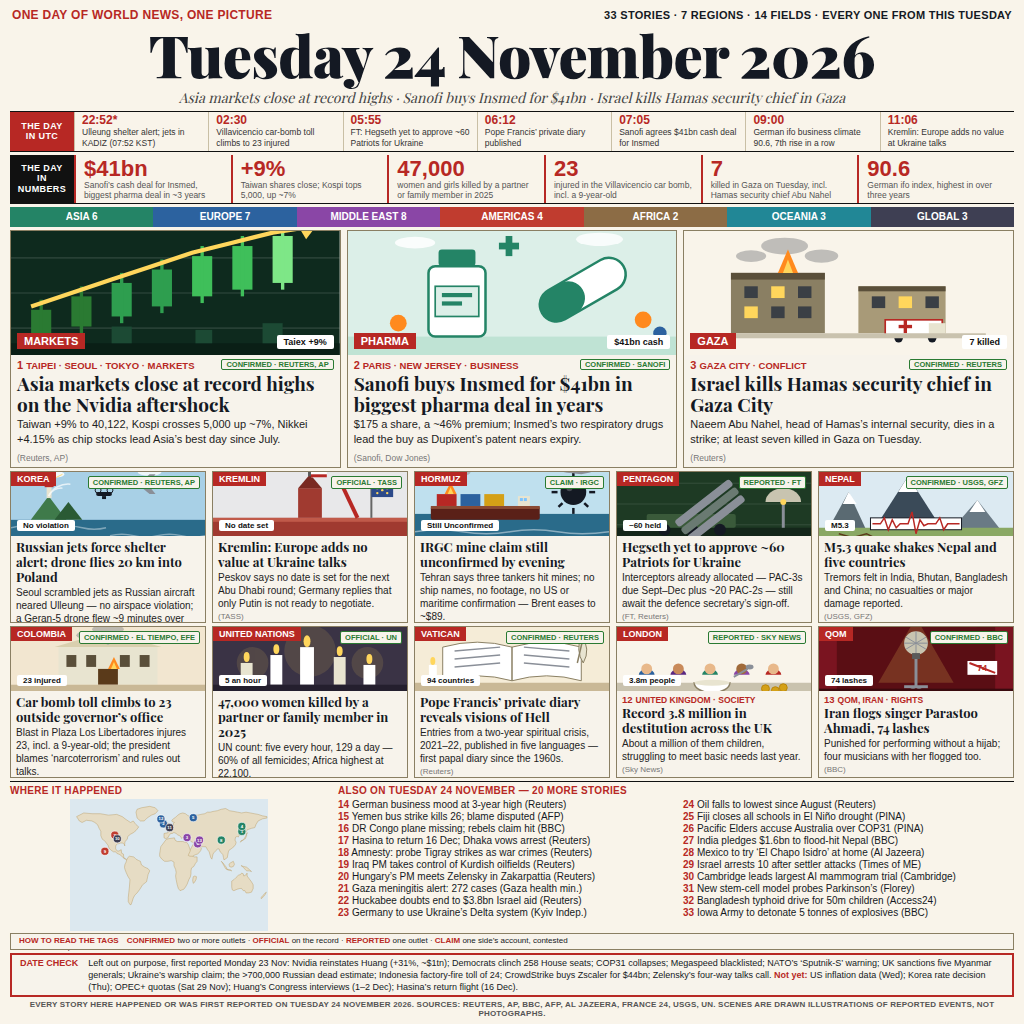 ONE DAY OF WORLD NEWS, ONE PICTURE
33 STORIES · 7 REGIONS · 14 FIELDS · EVERY ONE FROM THIS TUESDAY
Tuesday 24 November 2026
Asia markets close at record highs · Sanofi buys Insmed for $41bn · Israel kills Hamas security chief in Gaza
THE DAY
IN UTC
22:52*
Ulleung shelter alert; jets in
KADIZ (07:52 KST)
02:30
Villavicencio car-bomb toll
climbs to 23 injured
05:55
FT: Hegseth yet to approve ~60
Patriots for Ukraine
06:12
Pope Francis' private diary
published
07:05
Sanofi agrees $41bn cash deal
for Insmed
09:00
German ifo business climate
90.6, 7th rise in a row
11:06
Kremlin: Europe adds no value
at Ukraine talks
THE DAY
IN
NUMBERS
$41bn
Sanofi's cash deal for Insmed,
biggest pharma deal in ~3 years
+9%
Taiwan shares close; Kospi tops
5,000, up ~7%
47,000
women and girls killed by a partner
or family member in 2025
23
injured in the Villavicencio car bomb,
incl. a 9-year-old
7
killed in Gaza on Tuesday, incl.
Hamas security chief Abu Nahel
90.6
German ifo index, highest in over
three years
ASIA 6
EUROPE 7
MIDDLE EAST 8
AMERICAS 4
AFRICA 2
OCEANIA 3
GLOBAL 3
MARKETS
Taiex +9%
1 TAIPEI · SEOUL · TOKYO · MARKETS
CONFIRMED · REUTERS, AP
Asia markets close at record highs
on the Nvidia aftershock
Taiwan +9% to 40,122, Kospi crosses 5,000 up ~7%, Nikkei
+4.15% as chip stocks lead Asia's best day since July.
(Reuters, AP)
PHARMA
$41bn cash
2 PARIS · NEW JERSEY · BUSINESS
CONFIRMED · SANOFI
Sanofi buys Insmed for $41bn in
biggest pharma deal in years
$175 a share, a ~46% premium; Insmed's two respiratory drugs
lead the buy as Dupixent's patent nears expiry.
(Sanofi, Dow Jones)
GAZA
7 killed
3 GAZA CITY · CONFLICT
CONFIRMED · REUTERS
Israel kills Hamas security chief in
Gaza City
Naeem Abu Nahel, head of Hamas's internal security, dies in a
strike; at least seven killed in Gaza on Tuesday.
(Reuters)
KOREA
CONFIRMED · REUTERS, AP
No violation
Russian jets force shelter
alert; drone flies 20 km into
Poland
Seoul scrambled jets as Russian aircraft
neared Ulleung — no airspace violation;
a Geran-5 drone flew ~9 minutes over
KREMLIN
OFFICIAL · TASS
No date set
Kremlin: Europe adds no
value at Ukraine talks
Peskov says no date is set for the next
Abu Dhabi round; Germany replies that
only Putin is not ready to negotiate.
(TASS)
HORMUZ
CLAIM · IRGC
Still Unconfirmed
IRGC mine claim still
unconfirmed by evening
Tehran says three tankers hit mines; no
ship names, no footage, no US or
maritime confirmation — Brent eases to
~$89.
PENTAGON
REPORTED · FT
~60 held
Hegseth yet to approve ~60
Patriots for Ukraine
Interceptors already allocated — PAC-3s
due Sept–Dec plus ~20 PAC-2s — still
await the defence secretary's sign-off.
(FT, Reuters)
NEPAL
CONFIRMED · USGS, GFZ
M5.3
M5.3 quake shakes Nepal and
five countries
Tremors felt in India, Bhutan, Bangladesh
and China; no casualties or major
damage reported.
(USGS, GFZ)
COLOMBIA
CONFIRMED · EL TIEMPO, EFE
23 injured
Car bomb toll climbs to 23
outside governor's office
Blast in Plaza Los Libertadores injures
23, incl. a 9-year-old; the president
blames 'narcoterrorism' and rules out
talks.
UNITED NATIONS
OFFICIAL · UN
5 an hour
47,000 women killed by a
partner or family member in
2025
UN count: five every hour, 129 a day —
60% of all femicides; Africa highest at
22,100.
VATICAN
CONFIRMED · REUTERS
94 countries
Pope Francis' private diary
reveals visions of Hell
Entries from a two-year spiritual crisis,
2021–22, published in five languages —
first papal diary since the 1960s.
(Reuters)
LONDON
REPORTED · SKY NEWS
3.8m people
12 UNITED KINGDOM · SOCIETY
Record 3.8 million in
destitution across the UK
About a million of them children,
struggling to meet basic needs last year.
(Sky News)
QOM
CONFIRMED · BBC
74
74 lashes
13 QOM, IRAN · RIGHTS
Iran flogs singer Parastoo
Ahmadi, 74 lashes
Punished for performing without a hijab;
four musicians with her flogged too.
(BBC)
WHERE IT HAPPENED
ALSO ON TUESDAY 24 NOVEMBER — 20 MORE STORIES
14 German business mood at 3-year high (Reuters)
15 Yemen bus strike kills 26; blame disputed (AFP)
16 DR Congo plane missing; rebels claim hit (BBC)
17 Hasina to return 16 Dec; Dhaka vows arrest (Reuters)
18 Amnesty: probe Tigray strikes as war crimes (Reuters)
19 Iraq PM takes control of Kurdish oilfields (Reuters)
20 Hungary's PM meets Zelensky in Zakarpattia (Reuters)
21 Gaza meningitis alert: 272 cases (Gaza health min.)
22 Huckabee doubts end to $3.8bn Israel aid (Reuters)
23 Germany to use Ukraine's Delta system (Kyiv Indep.)
24 Oil falls to lowest since August (Reuters)
25 Fiji closes all schools in El Niño drought (PINA)
26 Pacific Elders accuse Australia over COP31 (PINA)
27 India pledges $1.6bn to flood-hit Nepal (BBC)
28 Mexico to try 'El Chapo Isidro' at home (Al Jazeera)
29 Israel arrests 10 after settler attacks (Times of ME)
30 Cambridge leads largest AI mammogram trial (Cambridge)
31 New stem-cell model probes Parkinson's (Florey)
32 Bangladesh typhoid drive for 50m children (Access24)
33 Iowa Army to detonate 5 tonnes of explosives (BBC)
HOW TO READ THE TAGS CONFIRMED two or more outlets · OFFICIAL on the record · REPORTED one outlet · CLAIM one side's account, contested
DATE CHECK
Left out on purpose, first reported Monday 23 Nov: Nvidia reinstates Huang (+31%, ~$1tn); Democrats clinch 258 House seats; COP31 collapses; Megaspeed blacklisted; NATO's 'Sputnik-S' warning; UK sanctions five Myanmar
generals; Ukraine's warship claim; the >700,000 Russian dead estimate; Indonesia factory-fire toll of 24; CrowdStrike buys Zscaler for $44bn; Zelensky's four-way talks call. Not yet: US inflation data (Wed); Korea rate decision
(Thu); OPEC+ quotas (Sat 29 Nov); Huang's Congress interviews (1–2 Dec); Hasina's return flight (16 Dec).
EVERY STORY HERE HAPPENED OR WAS FIRST REPORTED ON TUESDAY 24 NOVEMBER 2026. SOURCES: REUTERS, AP, BBC, AFP, AL JAZEERA, FRANCE 24, USGS, UN. SCENES ARE DRAWN ILLUSTRATIONS OF REPORTED EVENTS, NOT
PHOTOGRAPHS.